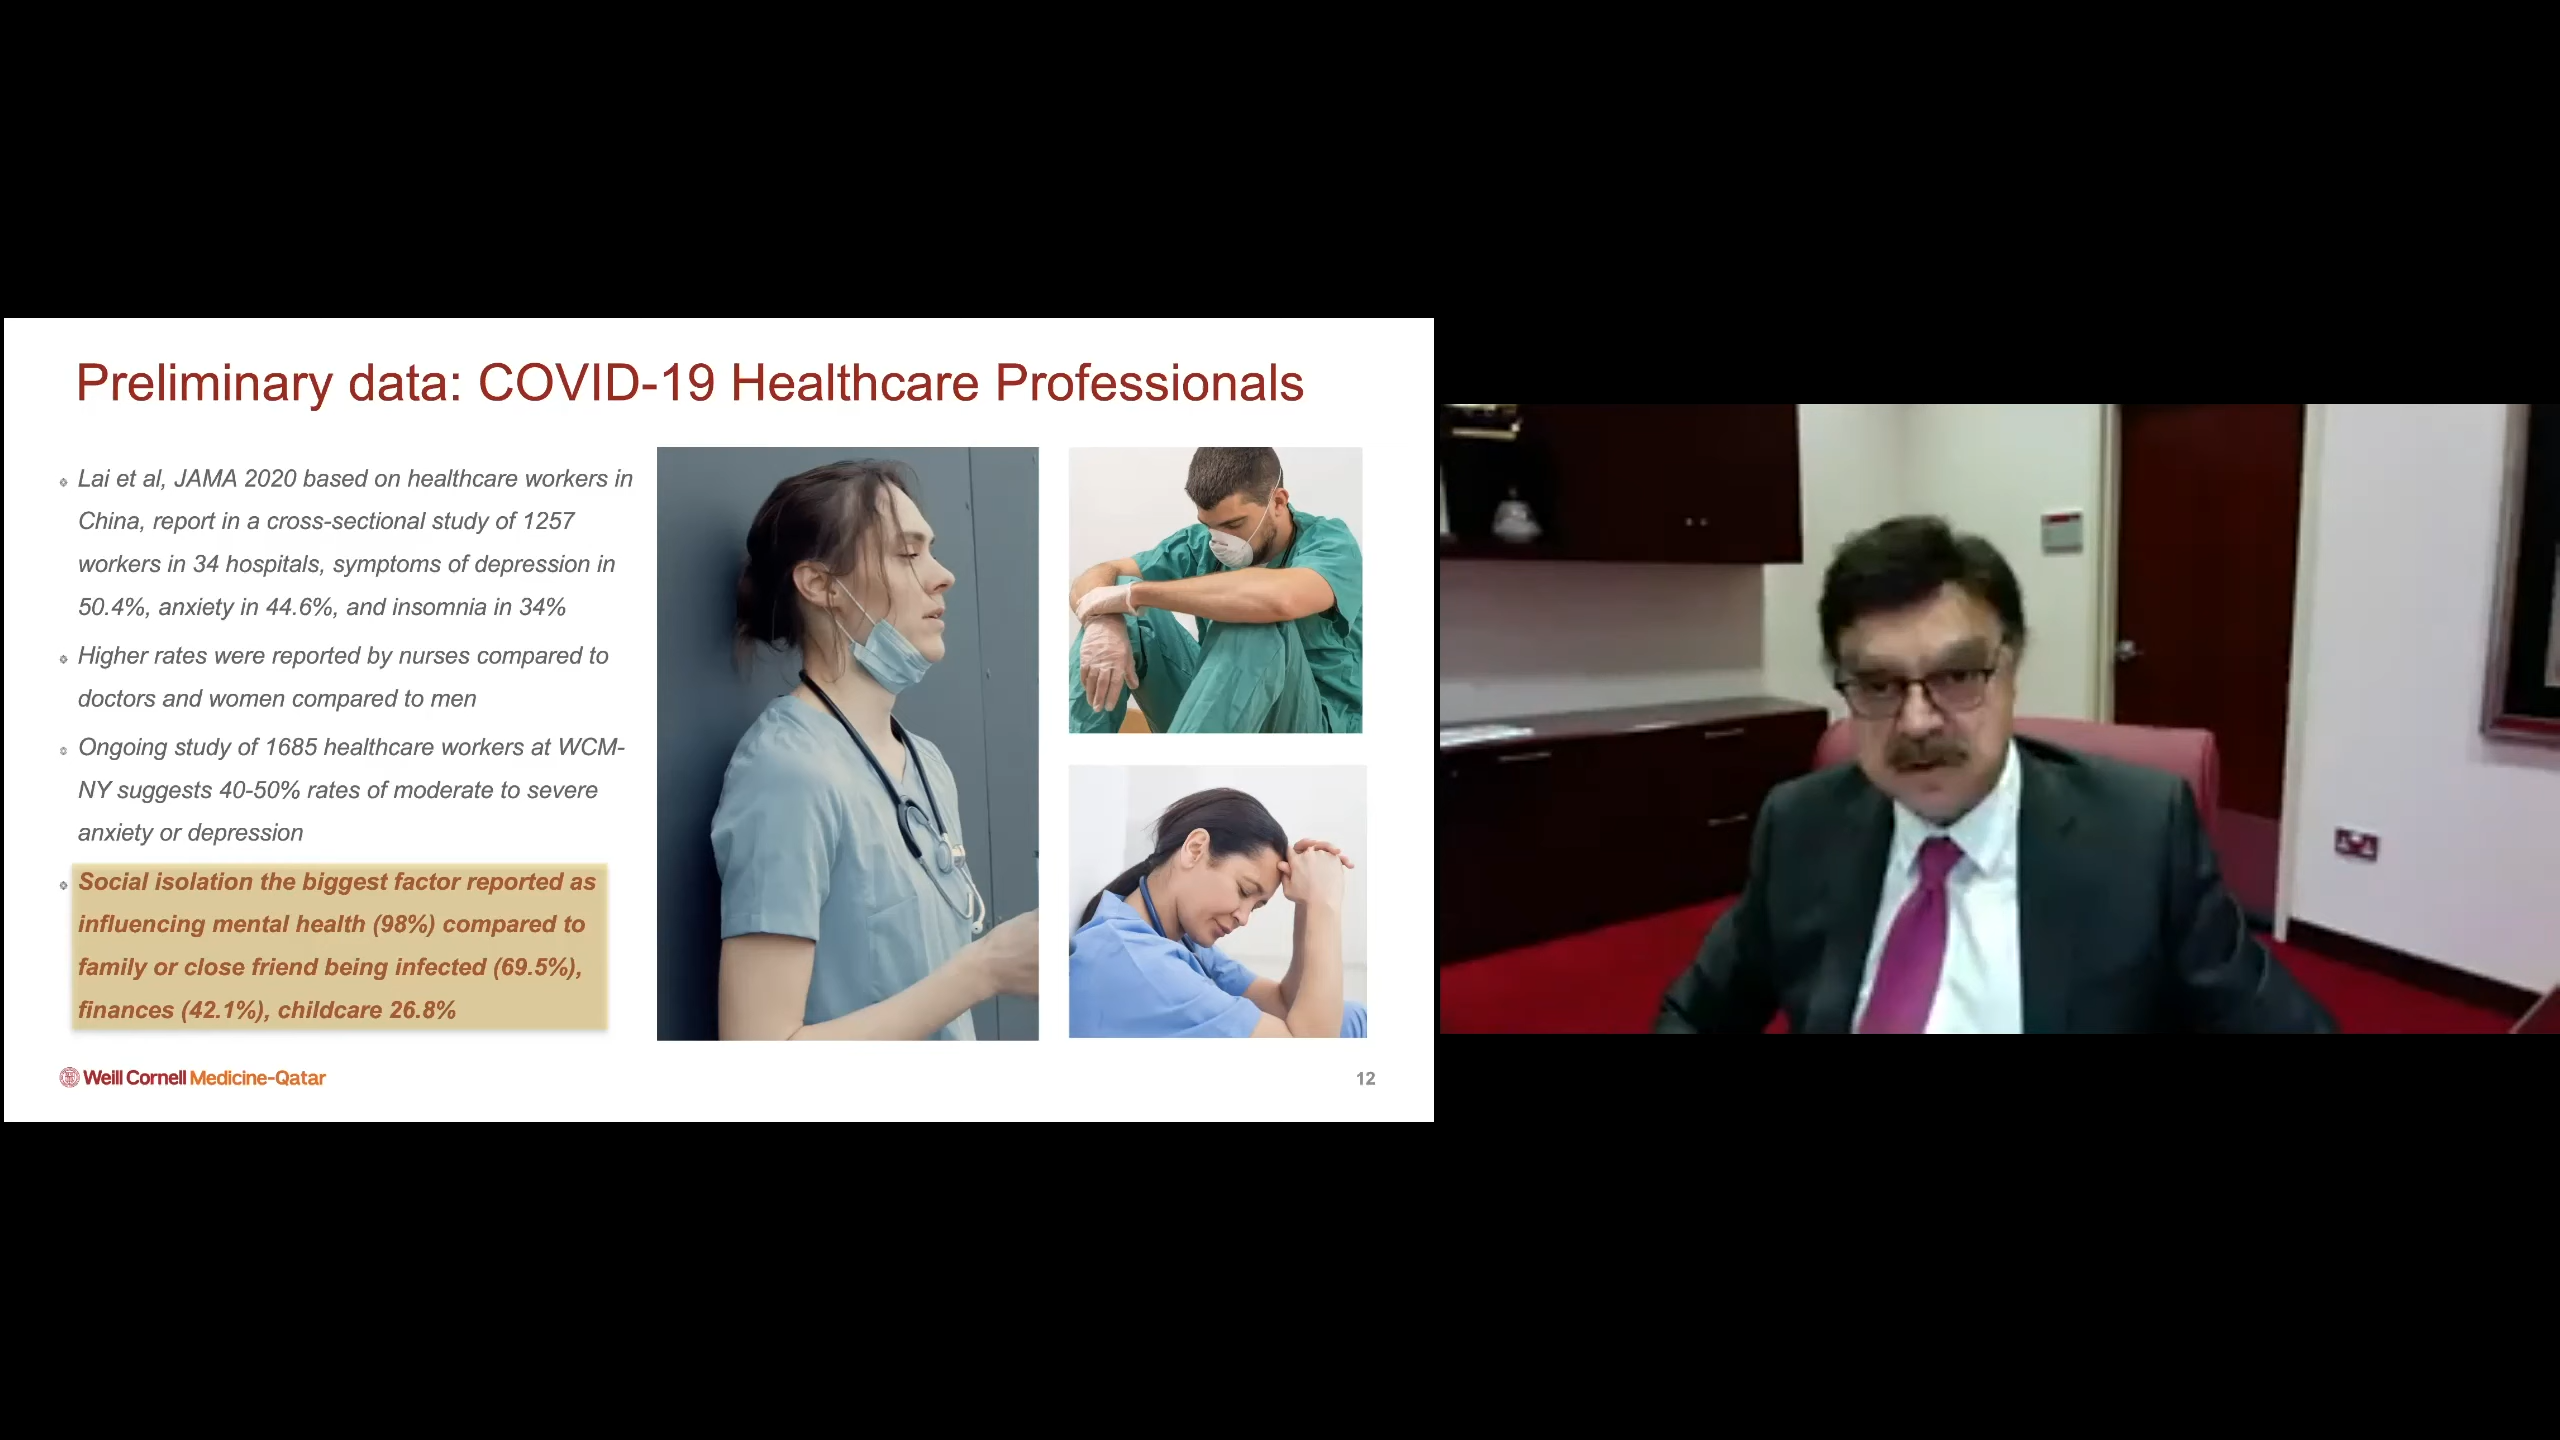 Preliminary data: COVID-19 Healthcare Professionals
Lai et al, JAMA 2020 based on healthcare workers in
China, report in a cross-sectional study of 1257
workers in 34 hospitals, symptoms of depression in
50.4%, anxiety in 44.6%, and insomnia in 34%
Higher rates were reported by nurses compared to
doctors and women compared to men
Ongoing study of 1685 healthcare workers at WCM-
NY suggests 40-50% rates of moderate to severe
anxiety or depression
Social isolation the biggest factor reported as
influencing mental health (98%) compared to
family or close friend being infected (69.5%),
finances (42.1%), childcare 26.8%
Weill Cornell Medicine-Qatar
12